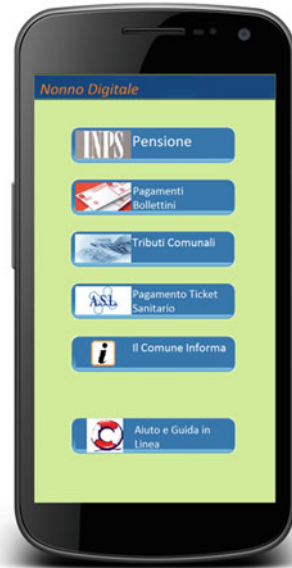 Nonno Digitale
INPS
Pensione
Pagamenti
Bollettini
Tributi Comunali
A.S.L.
Pagamento Ticket
Sanitario
i
Il Comune Informa
Aiuto e Guida in
Linea